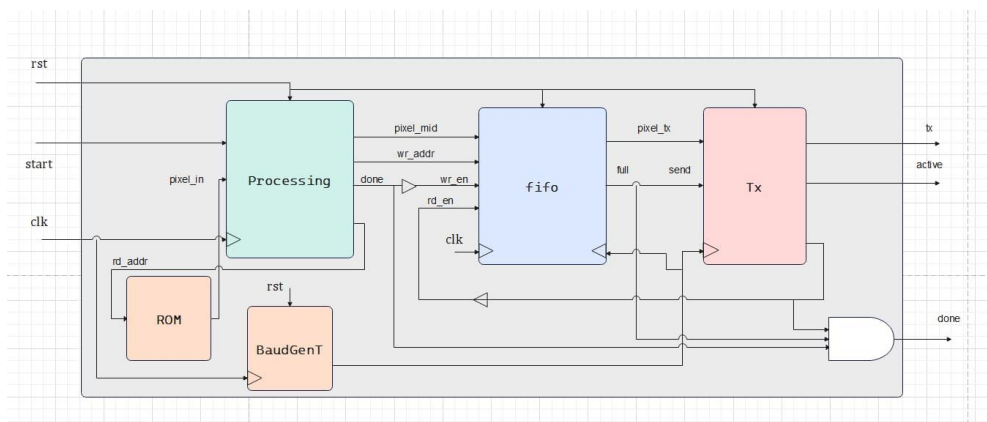 rst
pixel_mid
pixel_tx
tx
wr_addr
start
pixel_in
Processing
done
wr_en
fifo
full
send
Tx
active
rd_en
clk
clk
rd_addr
rst
ROM
BaudGenT
done